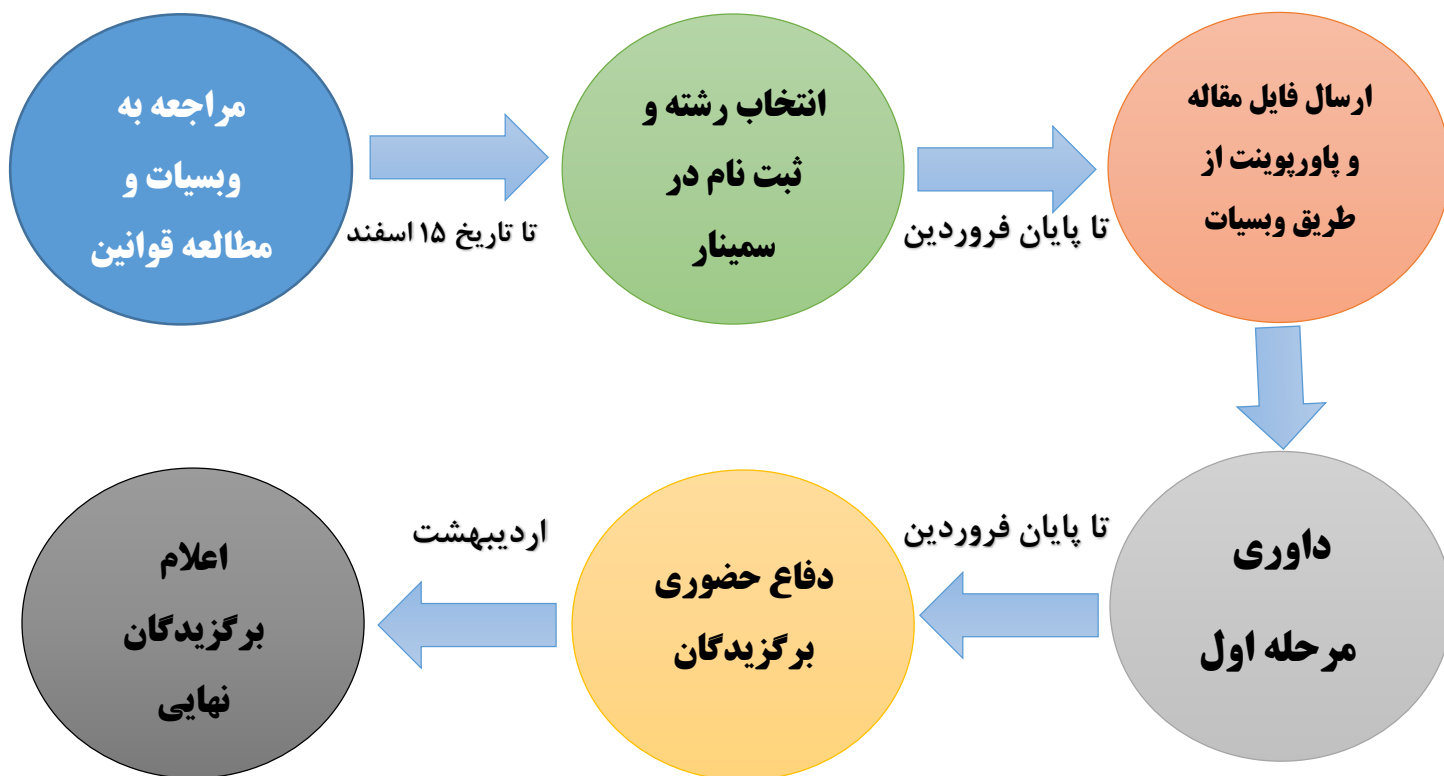 مراجعه به
وبسیات و
مطالعه قوانین
تا تاریخ ۱۵ اسفند
انتخاب رشته و
ثبت نام در
سمینار
تا پایان فروردین
ارسال فایل مقاله
و پاورپوینت از
طریق وبسیات
داوری
مرحله اول
تا پایان فروردین
دفاع حضوری
برگزیدگان
اردیبهشت
اعلام
برگزیدگان
نهایی